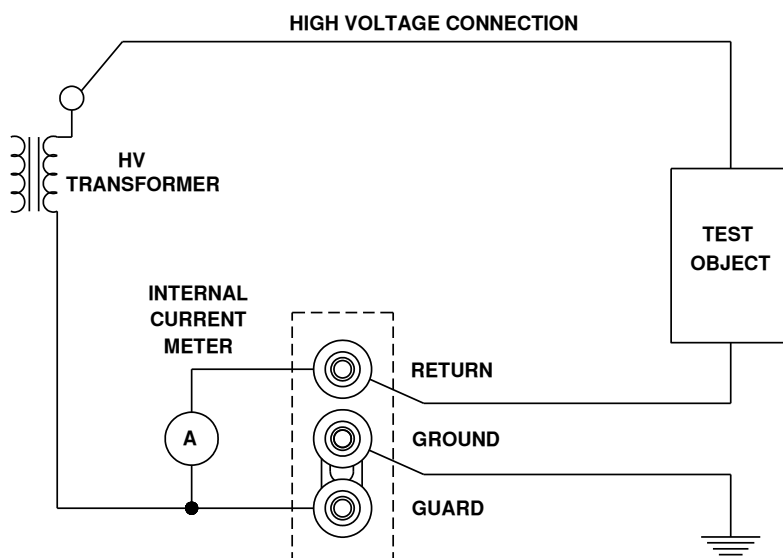 HIGH VOLTAGE CONNECTION
HV
TRANSFORMER
TEST
OBJECT
INTERNAL
CURRENT
METER
RETURN
A
GROUND
GUARD